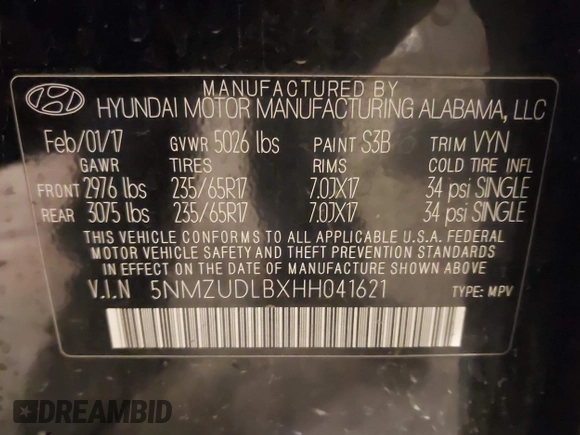 MANUFACTURED BY
HYUNDAI MOTOR MANUFACTURING ALABAMA, LLC
Feb/01/17 GVWR 5026 lbs PAINT S3B TRIM VYN
GAWR TIRES RIMS COLD TIRE INFL
FRONT 2976 lbs 235/65R17 7.0JX17 34 psi SINGLE
REAR 3075 lbs 235/65R17 7.0JX17 34 psi SINGLE
THIS VEHICLE CONFORMS TO ALL APPLICABLE U.S.A. FEDERAL
MOTOR VEHICLE SAFETY AND THEFT PREVENTION STANDARDS
IN EFFECT ON THE DATE OF MANUFACTURE SHOWN ABOVE.
V.I.N 5NMZUDLBXHH041621 TYPE: MPV
DREAMBID